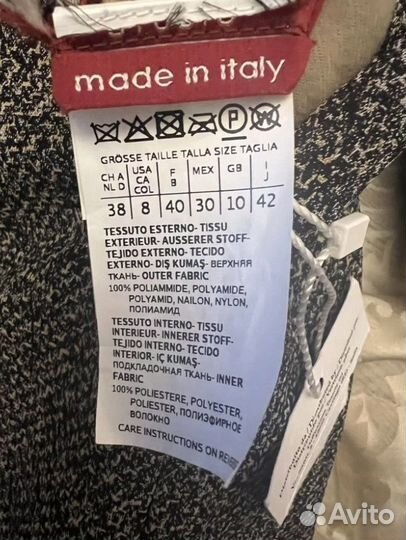 made in italy
P W
GRÖSSE TAILLE TALLA SIZE TAGLIA
CH A NL D USA CA COL F B MEX GB I J
38 8 40 30 10 42
TESSUTO ESTERNO- TISSU
EXTERIEUR- AUSSERER STOFF-
TEJIDO EXTERNO- TECIDO
EXTERNO- DIŞ KUMAŞ- ВЕРХНЯЯ
ТКАНЬ- OUTER FABRIC
100% POLIAMMIDE, POLYAMIDE,
POLYAMID, NAILON, NYLON,
ПОЛИАМИД
TESSUTO INTERNO- TISSU
INTERIEUR- INNERER STOFF-
TEJIDO INTERNO- TECIDO
INTERIOR- IÇ KUMAŞ-
ПОДКЛАДОЧНАЯ ТКАНЬ- INNER
FABRIC
100% POLIESTERE, POLYESTER,
POLIESTER, ПОЛИЭФИРНОЕ
ВОЛОКНО
CARE INSTRUCTIONS ON
Avito